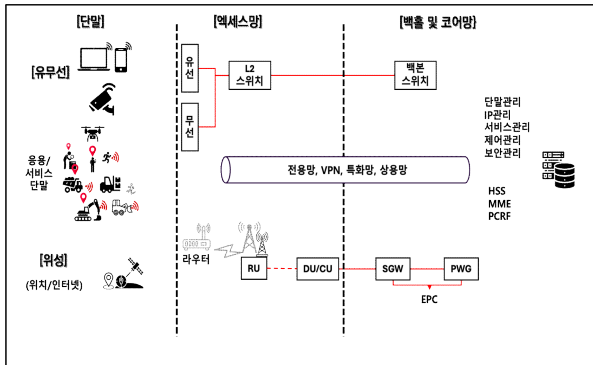 [단말]
[엑세스망]
[백홀 및 코어망}
[유무선]
유선
L2
스위치
백본
스위치
무선
단말관리
IP관리
서비스관리
제어관리
보안관리
응용/
서비스
단말
전용망, VPN, 특화망, 상용망
HSS
MME
PCRF
[위성]
(위치/인터넷)
라우터
RU
DU/CU
SGW
PWG
EPC